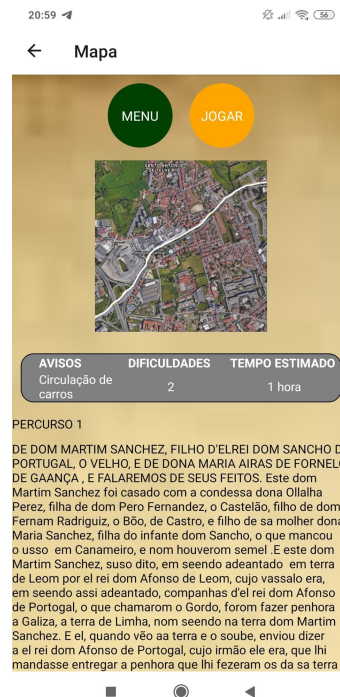 20:59
56
Mapa
MENU
JOGAR
SANTO ANTÓNIO
AVISOS DIFICULDADES TEMPO ESTIMADO
Circulação de carros 2 1 hora
PERCURSO 1
DE DOM MARTIM SANCHEZ, FILHO D'ELREI DOM SANCHO D
PORTUGAL, O VELHO, E DE DONA MARIA AIRAS DE FORNEL
DE GAANÇA , E FALAREMOS DE SEUS FEITOS. Este dom
Martim Sanchez foi casado com a condessa dona Ollalha
Perez, filha de dom Pero Fernandez, o Castelão, filho de dom
Fernam Radriguiz, o Bõo, de Castro, e filho de sa molher dona
Maria Sanchez, filha do infante dom Sancho, o que mancou
o usso em Canameiro, e nom houverom semel .E este dom
Martim Sanchez, suso dito, em seendo adeantado em terra
de Leom por el rei dom Afonso de Leom, cujo vassalo era,
em seendo assi adeantado, companhas d'el rei dom Afonso
de Portugal, o que chamarom o Gordo, forom fazer penhora
a Galiza, a terra de Limha, nom seendo na terra dom Martim
Sanchez. E el, quando vẽo aa terra e o soube, enviou dizer
a el rei dom Afonso de Portugal, cujo irmão ele era, que lhi
mandasse entregar a penhora que lhi fezeram os da sa terra